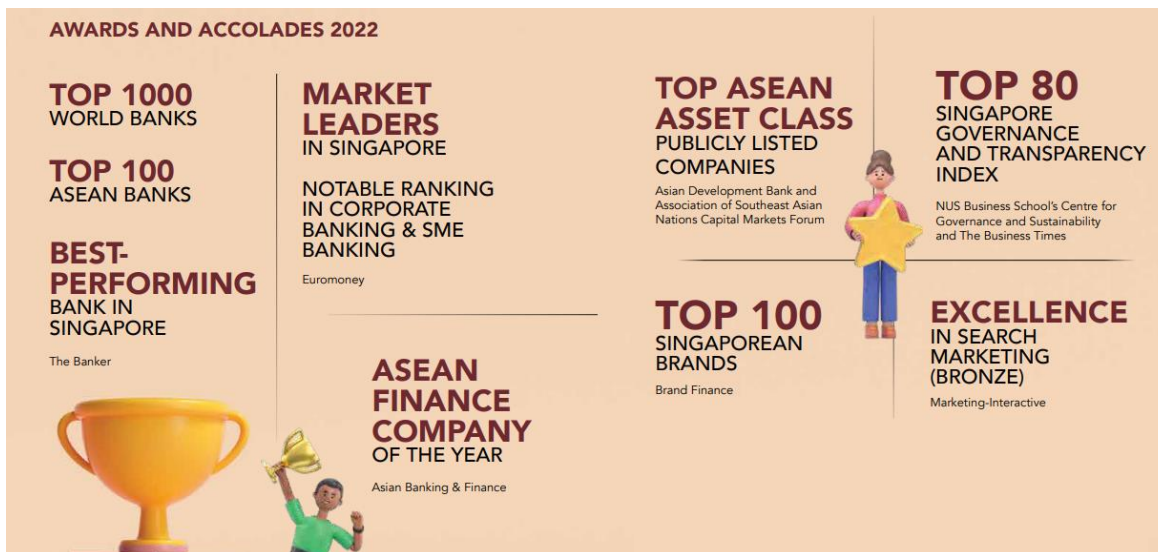 AWARDS AND ACCOLADES 2022
TOP 1000
WORLD BANKS
TOP 100
ASEAN BANKS
BEST-
PERFORMING
BANK IN
SINGAPORE
The Banker
MARKET
LEADERS
IN SINGAPORE
NOTABLE RANKING
IN CORPORATE
BANKING & SME
BANKING
Euromoney
ASEAN
FINANCE
COMPANY
OF THE YEAR
Asian Banking & Finance
TOP ASEAN
ASSET CLASS
PUBLICLY LISTED
COMPANIES
Asian Development Bank and
Association of Southeast Asian
Nations Capital Markets Forum
TOP 80
SINGAPORE
GOVERNANCE
AND TRANSPARENCY
INDEX
NUS Business School's Centre for
Governance and Sustainability
and The Business Times
TOP 100
SINGAPOREAN
BRANDS
Brand Finance
EXCELLENCE
IN SEARCH
MARKETING
(BRONZE)
Marketing-Interactive